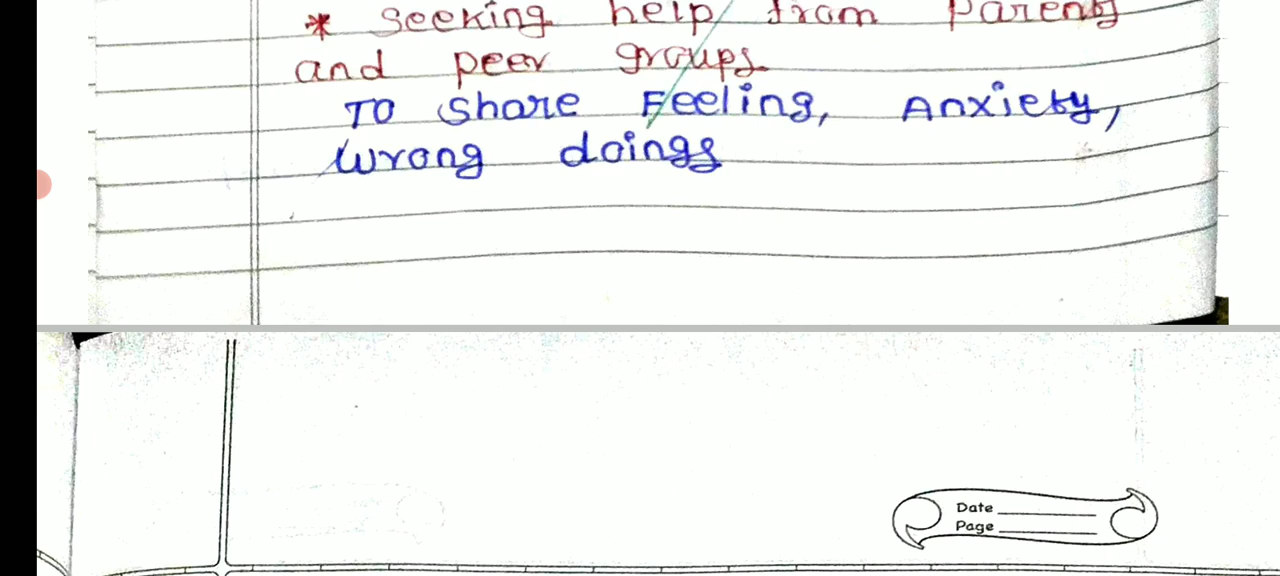 * Seeking help from Parents
and peer groups
To Share Feeling, Anxiety,
Wrong doings
Date
Page